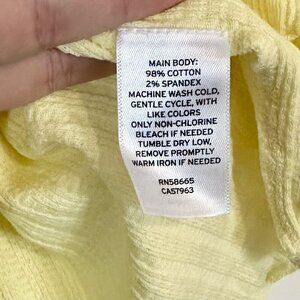 MAIN BODY:
98% COTTON
2% SPANDEX
MACHINE WASH COLD,
GENTLE CYCLE, WITH
LIKE COLORS
ONLY NON-CHLORINE
BLEACH IF NEEDED
TUMBLE DRY LOW,
REMOVE PROMPTLY
WARM IRON IF NEEDED
RN58665
CA57963